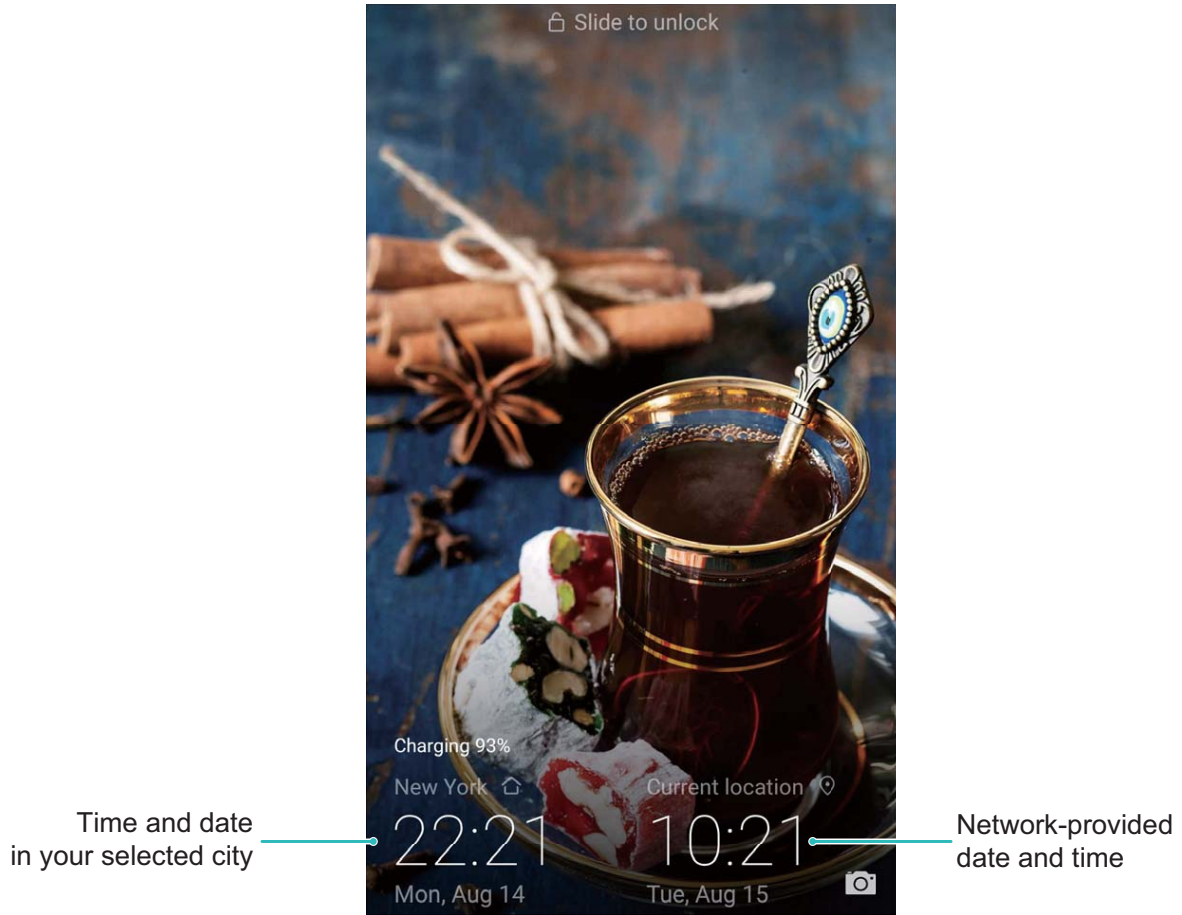 Slide to unlock
Charging 93%
New York
Current location
22:21
10:21
Mon, Aug 14
Tue, Aug 15
Time and date
in your selected city
Network-provided
date and time